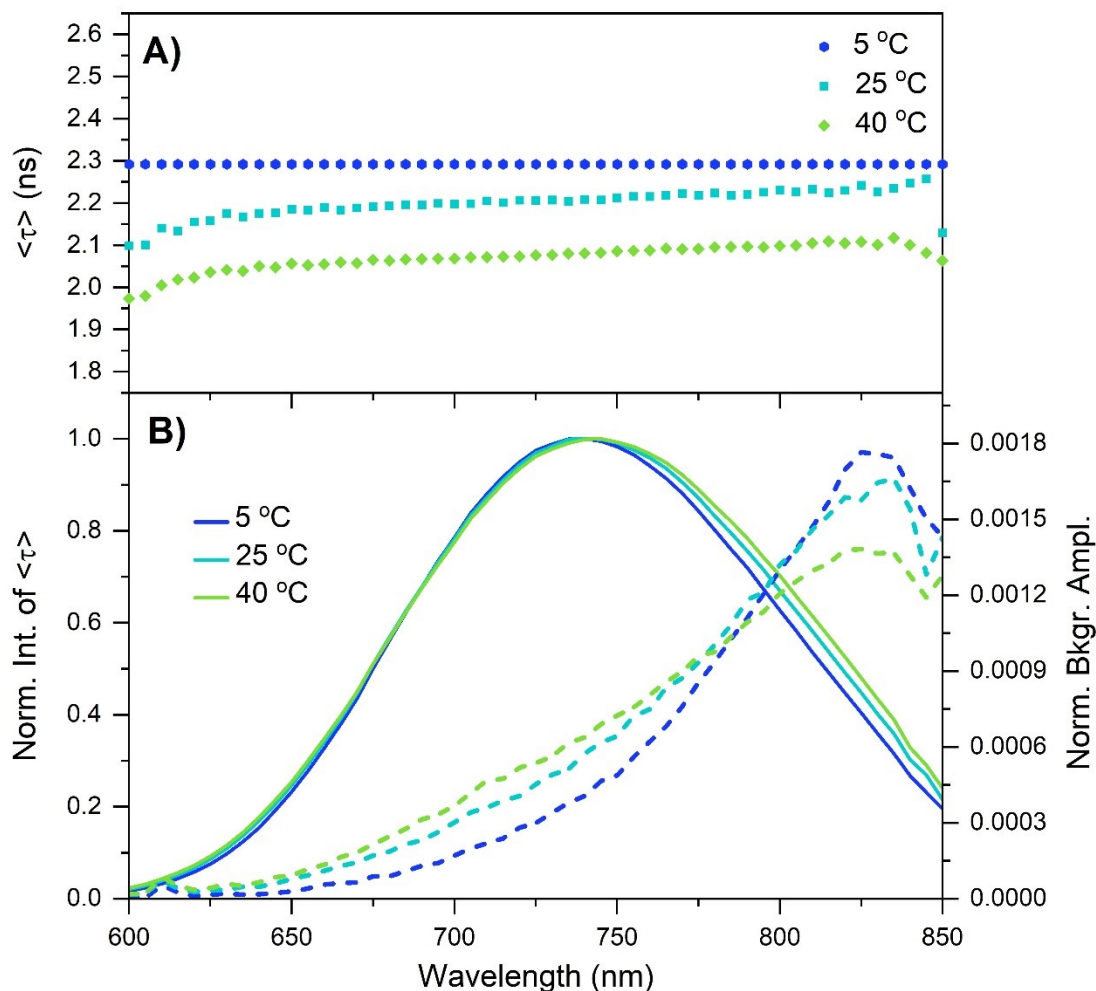 A)
5 °C
25 °C
40 °C
2.6
2.5
2.4
2.3
2.2
2.1
2.0
1.9
1.8
<τ> (ns)
B)
5 °C
25 °C
40 °C
1.0
0.8
0.6
0.4
0.2
0.0
Norm. Int. of <τ>
0.0018
0.0015
0.0012
0.0009
0.0006
0.0003
0.0000
Norm. Bkgr. Ampl.
600 650 700 750 800 850
Wavelength (nm)